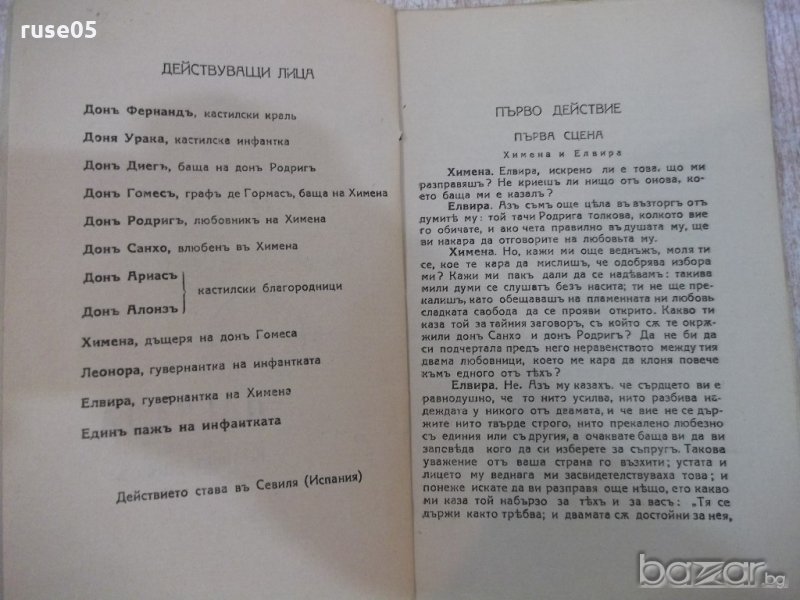 ruse05
ДЕЙСТВУВАЩИ ЛИЦА
Донъ Фернандъ, кастилски краль
Доня Урака, кастилска инфантка
Донъ Диегъ, баща на донъ Родригъ
Донъ Гомесъ, графъ де Гормасъ, баща на Химена
Донъ Родригъ, любовникъ на Химена
Донъ Санхо, влюбенъ въ Химена
Донъ Ариасъ
кастилски благородници
Донъ Алонзъ
Химена, дъщеря на донъ Гомеса
Леонора, гувернантка на инфантката
Елвира, гувернантка на Химена
Единъ пажъ на инфантката
Действието става въ Севиля (Испания)
ПЪРВО ДЕЙСТВИЕ
ПЪРВА СЦЕНА
Химена и Елвира
Химена. Елвира, искрено ли е това, що ми
разправяшъ? Не криешъ ли нищо отъ онова, ко-
ето баща ми е казалъ?
Елвира. Азъ съмъ още цѣла въ възторгъ отъ
думитѣ му: той тачи Родрига толкова, колкото вие
го обичате, и ако чета правилно въ душата му, ще
ви накара да отговорите на любовьта му.
Химена. Но, кажи ми още веднъжъ, моля ти
се, кое те кара да мислишъ, че одобрява избора
ми? Кажи ми пакъ дали да се надѣвамъ: такива
мили думи се слушатъ безъ насита; ти не ще пре-
калишъ, като обещавашъ на пламенната ни любовь
сладката свобода да се прояви открито. Какво ти
каза той за тайния заговоръ, съ който сѫ те окрѫ-
жили донъ Санхо и донъ Родригъ? Да не би да
си подчертала предъ него неравенството между тия
двама любовници, което ме кара да клоня повече
къмъ едного отъ тѣхъ?
Елвира. Не. Азъ му казахъ, че сърдцето ви е
равнодушно, че то нито усилва, нито разбива на-
деждата у никого отъ двамата, и че вие не се дър-
жите нито твърде строго, нито прекалено любезно
съ единия или съ другия, а очаквате баща ви да ви
заповѣда кого да си изберете за съпругъ. Такова
уважение отъ ваша страна го възхити; устата и
лицето му веднага ми засвидетелствуваха това; и
понеже искате да ви разправя още нѣщо, ето какво
ми каза той набързо за тѣхъ и за васъ: „Тя се
държи както трѣбва; и двамата сѫ достойни за нея,
bazar.bg